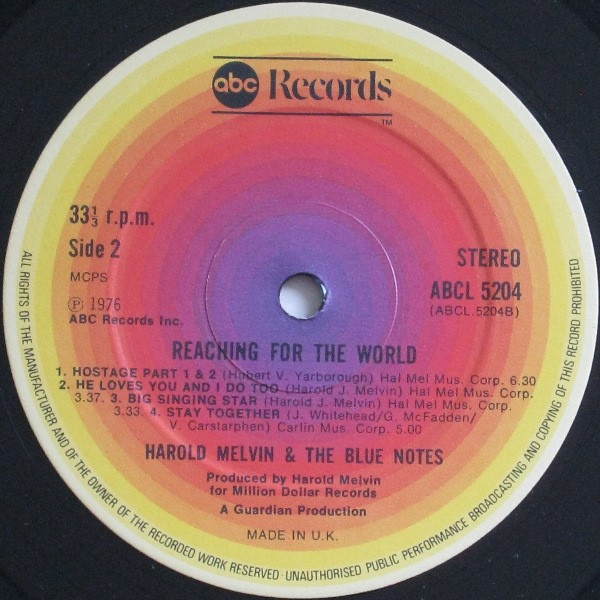 abc Records
TM
33⅓ r.p.m.
Side 2
MCPS
Ⓟ 1976
ABC Records Inc.
STEREO
ABCL 5204
(ABCL.5204B)
REACHING FOR THE WORLD
1. HOSTAGE PART 1 & 2 (Hubert V. Yarborough) Hal Mel Mus. Corp. 6.30
2. HE LOVES YOU AND I DO TOO (Harold J. Melvin) Hal Mel Mus. Corp.
3.37. 3. BIG SINGING STAR (Harold J. Melvin) Hal Mel Mus. Corp.
3.33. 4. STAY TOGETHER (J. Whitehead/G. McFadden/
V. Carstarphen) Carlin Mus. Corp. 5.00
HAROLD MELVIN & THE BLUE NOTES
Produced by Harold Melvin
for Million Dollar Records
A Guardian Production
MADE IN U.K.
ALL RIGHTS OF THE MANUFACTURER AND OF THE OWNER OF THE RECORDED WORK RESERVED · UNAUTHORISED PUBLIC PERFORMANCE BROADCASTING AND COPYING OF THIS RECORD PROHIBITED